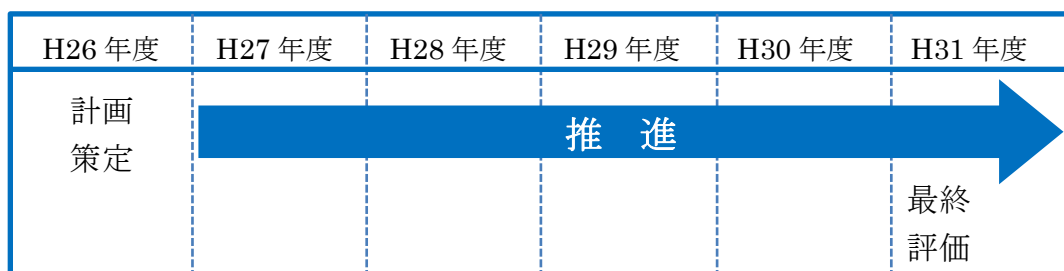 H26 年度 H27 年度 H28 年度 H29 年度 H30 年度 H31 年度
計画
策定
推 進
最終
評価